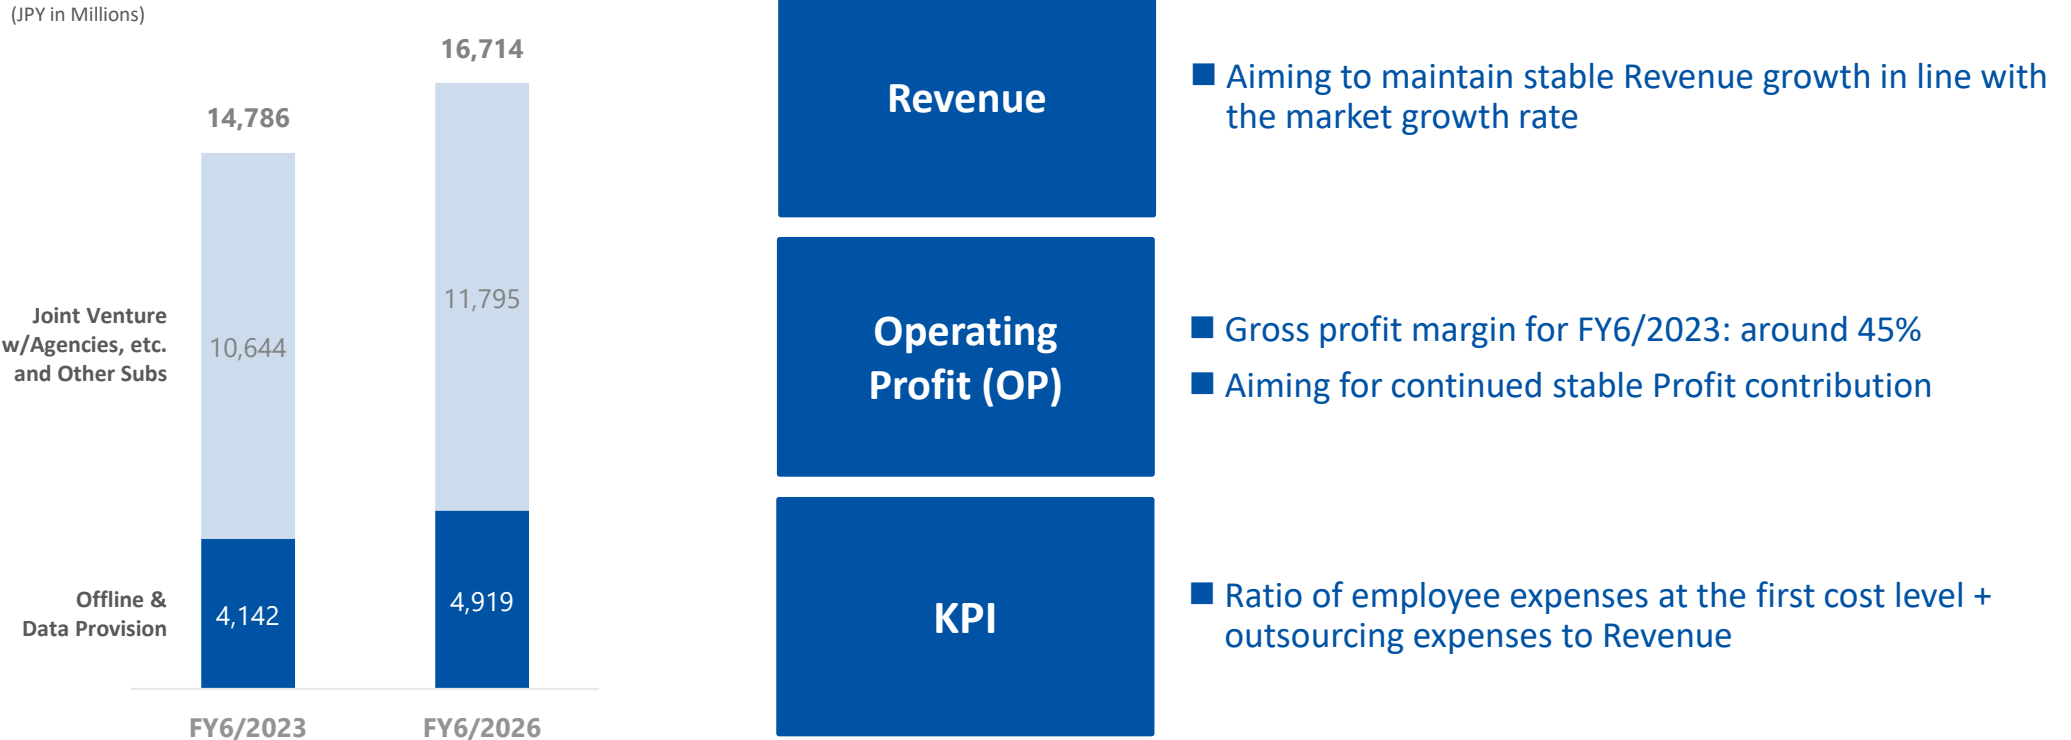 (JPY in Millions)
16,714
14,786
11,795
Joint Venture
w/Agencies, etc.
and Other Subs
10,644
Offline &
Data Provision
4,142
4,919
FY6/2023
FY6/2026
Revenue
■ Aiming to maintain stable Revenue growth in line with
the market growth rate
Operating
Profit (OP)
■ Gross profit margin for FY6/2023: around 45%
■ Aiming for continued stable Profit contribution
KPI
■ Ratio of employee expenses at the first cost level +
outsourcing expenses to Revenue